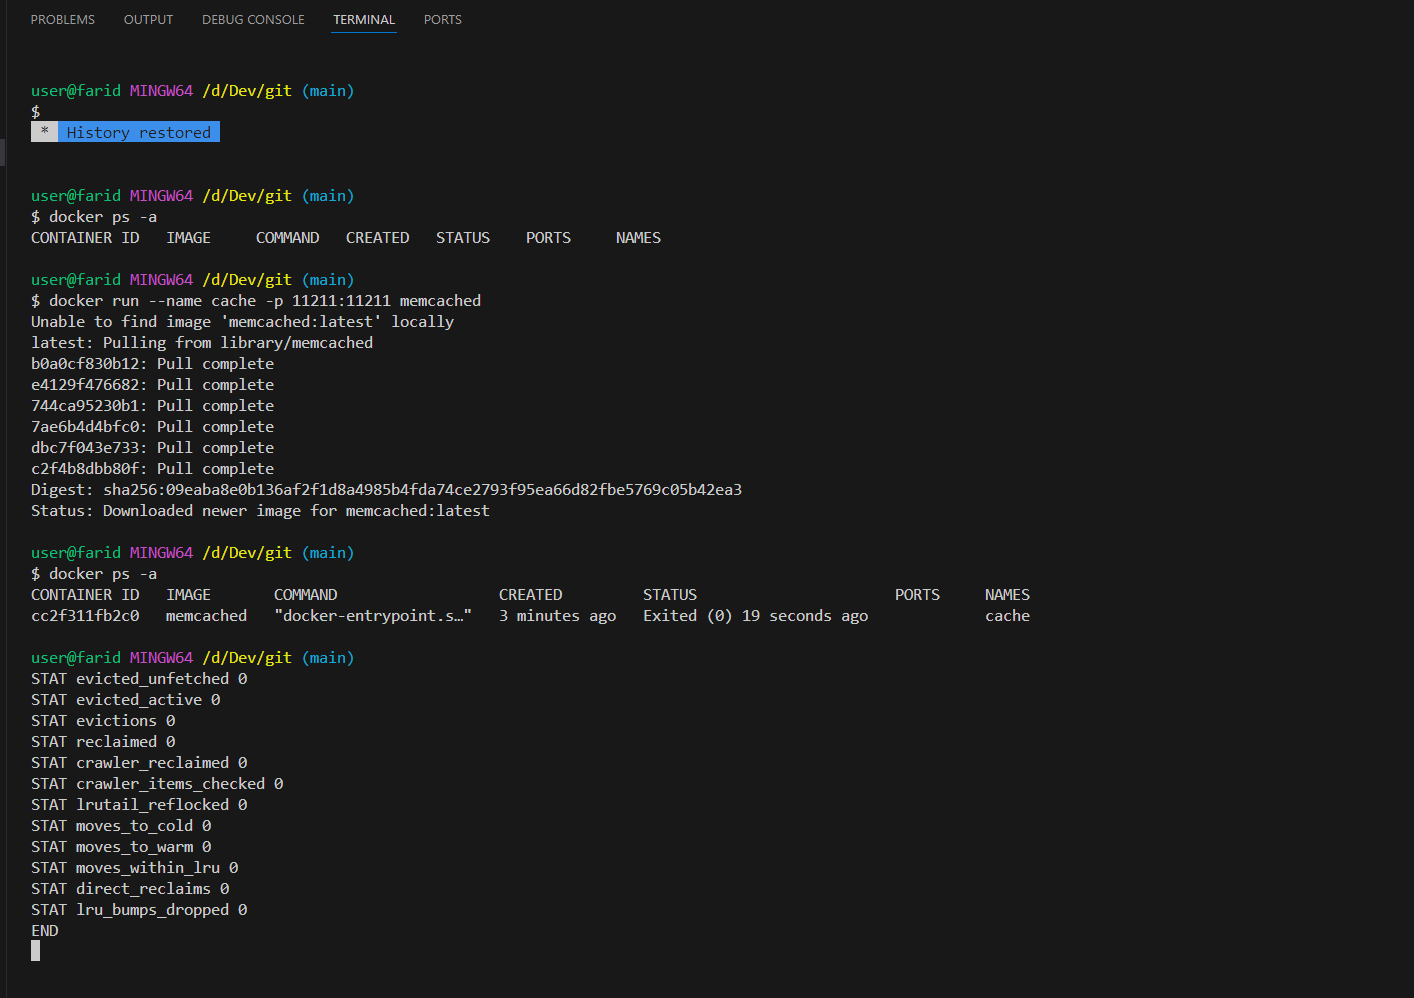 PROBLEMS OUTPUT DEBUG CONSOLE TERMINAL PORTS
user@farid MINGW64 /d/Dev/git (main)
$
* History restored
user@farid MINGW64 /d/Dev/git (main)
$ docker ps -a
CONTAINER ID IMAGE COMMAND CREATED STATUS PORTS NAMES
user@farid MINGW64 /d/Dev/git (main)
$ docker run --name cache -p 11211:11211 memcached
Unable to find image 'memcached:latest' locally
latest: Pulling from library/memcached
b0a0cf830b12: Pull complete
e4129f476682: Pull complete
744ca95230b1: Pull complete
7ae6b4d4bfc0: Pull complete
dbc7f043e733: Pull complete
c2f4b8dbb80f: Pull complete
Digest: sha256:09eaba8e0b136af2f1d8a4985b4fda74ce2793f95ea66d82fbe5769c05b42ea3
Status: Downloaded newer image for memcached:latest
user@farid MINGW64 /d/Dev/git (main)
$ docker ps -a
CONTAINER ID IMAGE COMMAND CREATED STATUS PORTS NAMES
cc2f311fb2c0 memcached "docker-entrypoint.s…" 3 minutes ago Exited (0) 19 seconds ago cache
user@farid MINGW64 /d/Dev/git (main)
STAT evicted_unfetched 0
STAT evicted_active 0
STAT evictions 0
STAT reclaimed 0
STAT crawler_reclaimed 0
STAT crawler_items_checked 0
STAT lrutail_reflocked 0
STAT moves_to_cold 0
STAT moves_to_warm 0
STAT moves_within_lru 0
STAT direct_reclaims 0
STAT lru_bumps_dropped 0
END